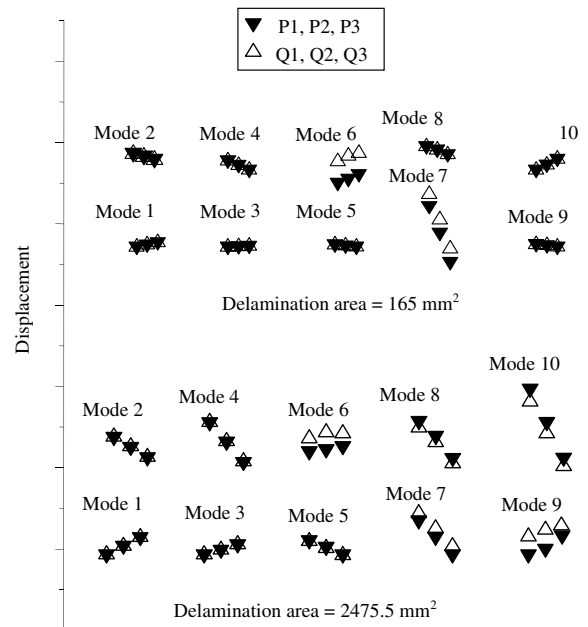 P1, P2, P3
Q1, Q2, Q3
Mode 2
Mode 4
Mode 6
Mode 8
10
Mode 1
Mode 3
Mode 5
Mode 7
Mode 9
Delamination area = 165 mm²
Displacement
Mode 2
Mode 4
Mode 6
Mode 8
Mode 10
Mode 1
Mode 3
Mode 5
Mode 7
Mode 9
Delamination area = 2475.5 mm²